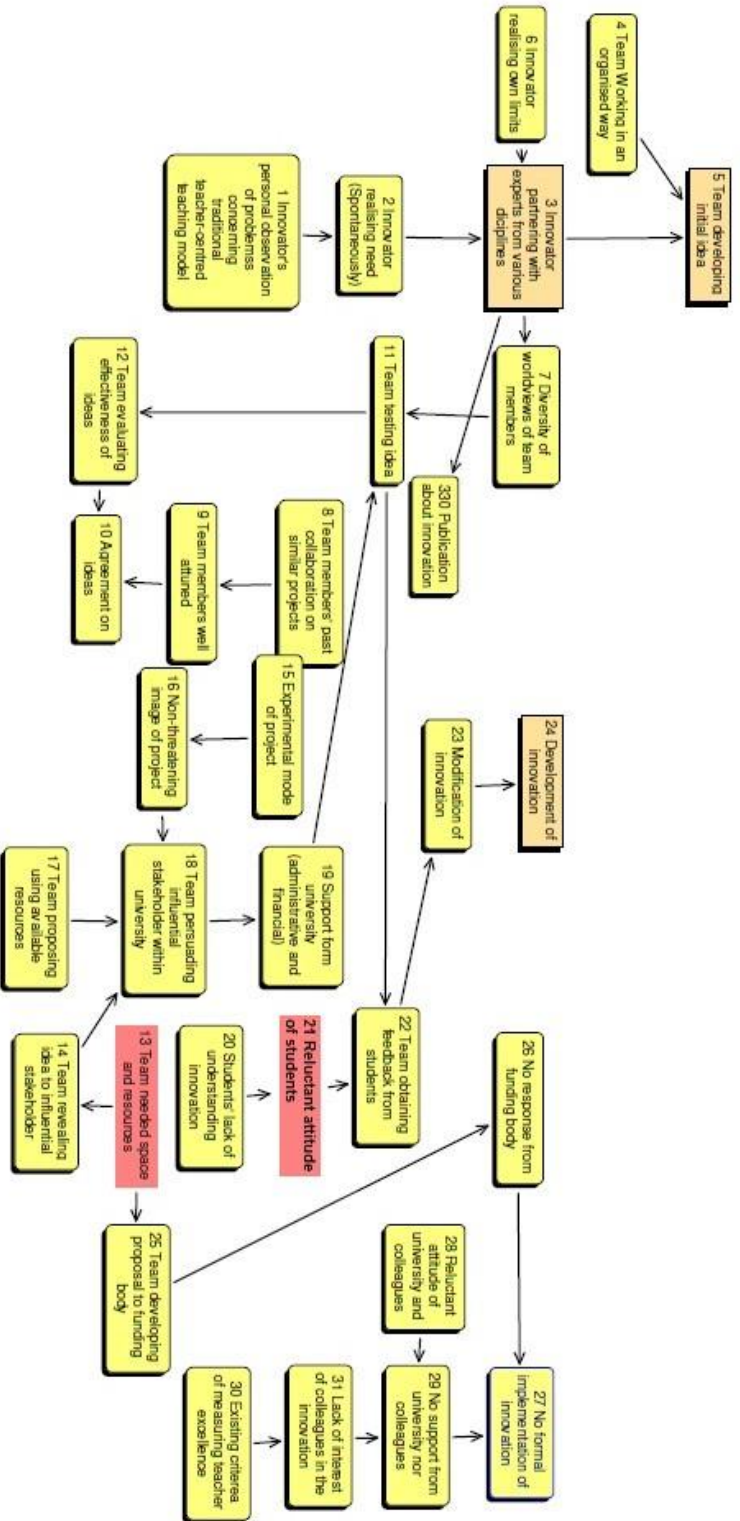 4 Team Working in an
organised way
5 Team developing
initial idea
6 Innovator
realising own limits
3 Innovator
partnering with
experts from various
diciplines
2 Innovator
realising need
(Spontaneously)
1 Innovator's
personal observation
of problemss
concerning
traditional
teacher-centred
teaching model
7 Diversity of
worldviews of team
members
330 Publication
about innovation
11 Team testing idea
12 Team evaluating
effectiveness of
ideas
8 Team members' past
collaboration on
similar projects
9 Team members well
attuned
10 Agreement on
ideas
15 Experimental mode
of project
16 Non-threatening
image of project
24 Development of
innovation
23 Modification of
innovation
19 Support form
university
(administrative and
financial)
18 Team persuading
influential
stakeholder within
university
17 Team proposing
using available
resources
22 Team obtaining
feedback from
students
21 Reluctant attitude
of students
20 Students' lack of
understanding
innovation
13 Team needed space
and resources
14 Team revealing
idea to influential
stakeholder
26 No response from
funding body
25 Team developing
proposal to funding
body
28 Reluctant
attitude of
university and
colleagues
27 No formal
implementation of
innovation
29 No support from
university nor
colleagues
31 Lack of interest
of colleagues in the
innovation
30 Existing criterea
of measuring teacher
excellence